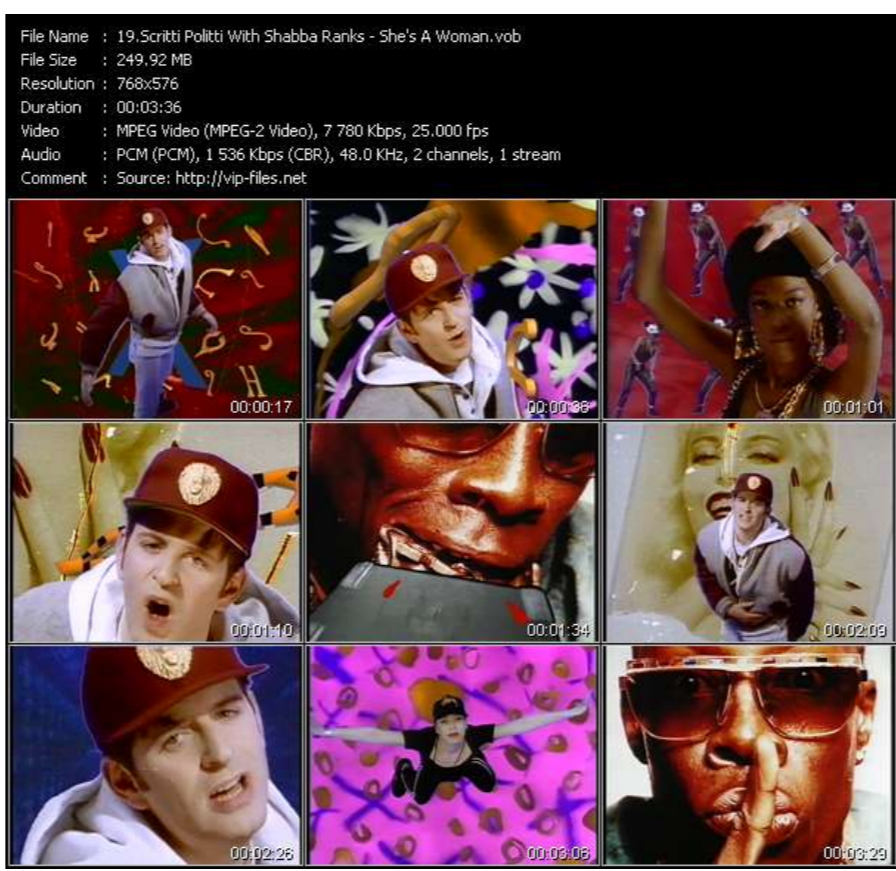 File Name : 19.Scritti Politti With Shabba Ranks - She's A Woman.vob
File Size : 249.92 MB
Resolution : 768x576
Duration : 00:03:36
Video : MPEG Video (MPEG-2 Video), 7 780 Kbps, 25.000 fps
Audio : PCM (PCM), 1 536 Kbps (CBR), 48.0 KHz, 2 channels, 1 stream
Comment : Source: http://vip-files.net
H
00:00:17 00:00:36 00:01:01
00:01:10 00:01:34 00:02:09
00:02:26 00:03:06 00:03:29